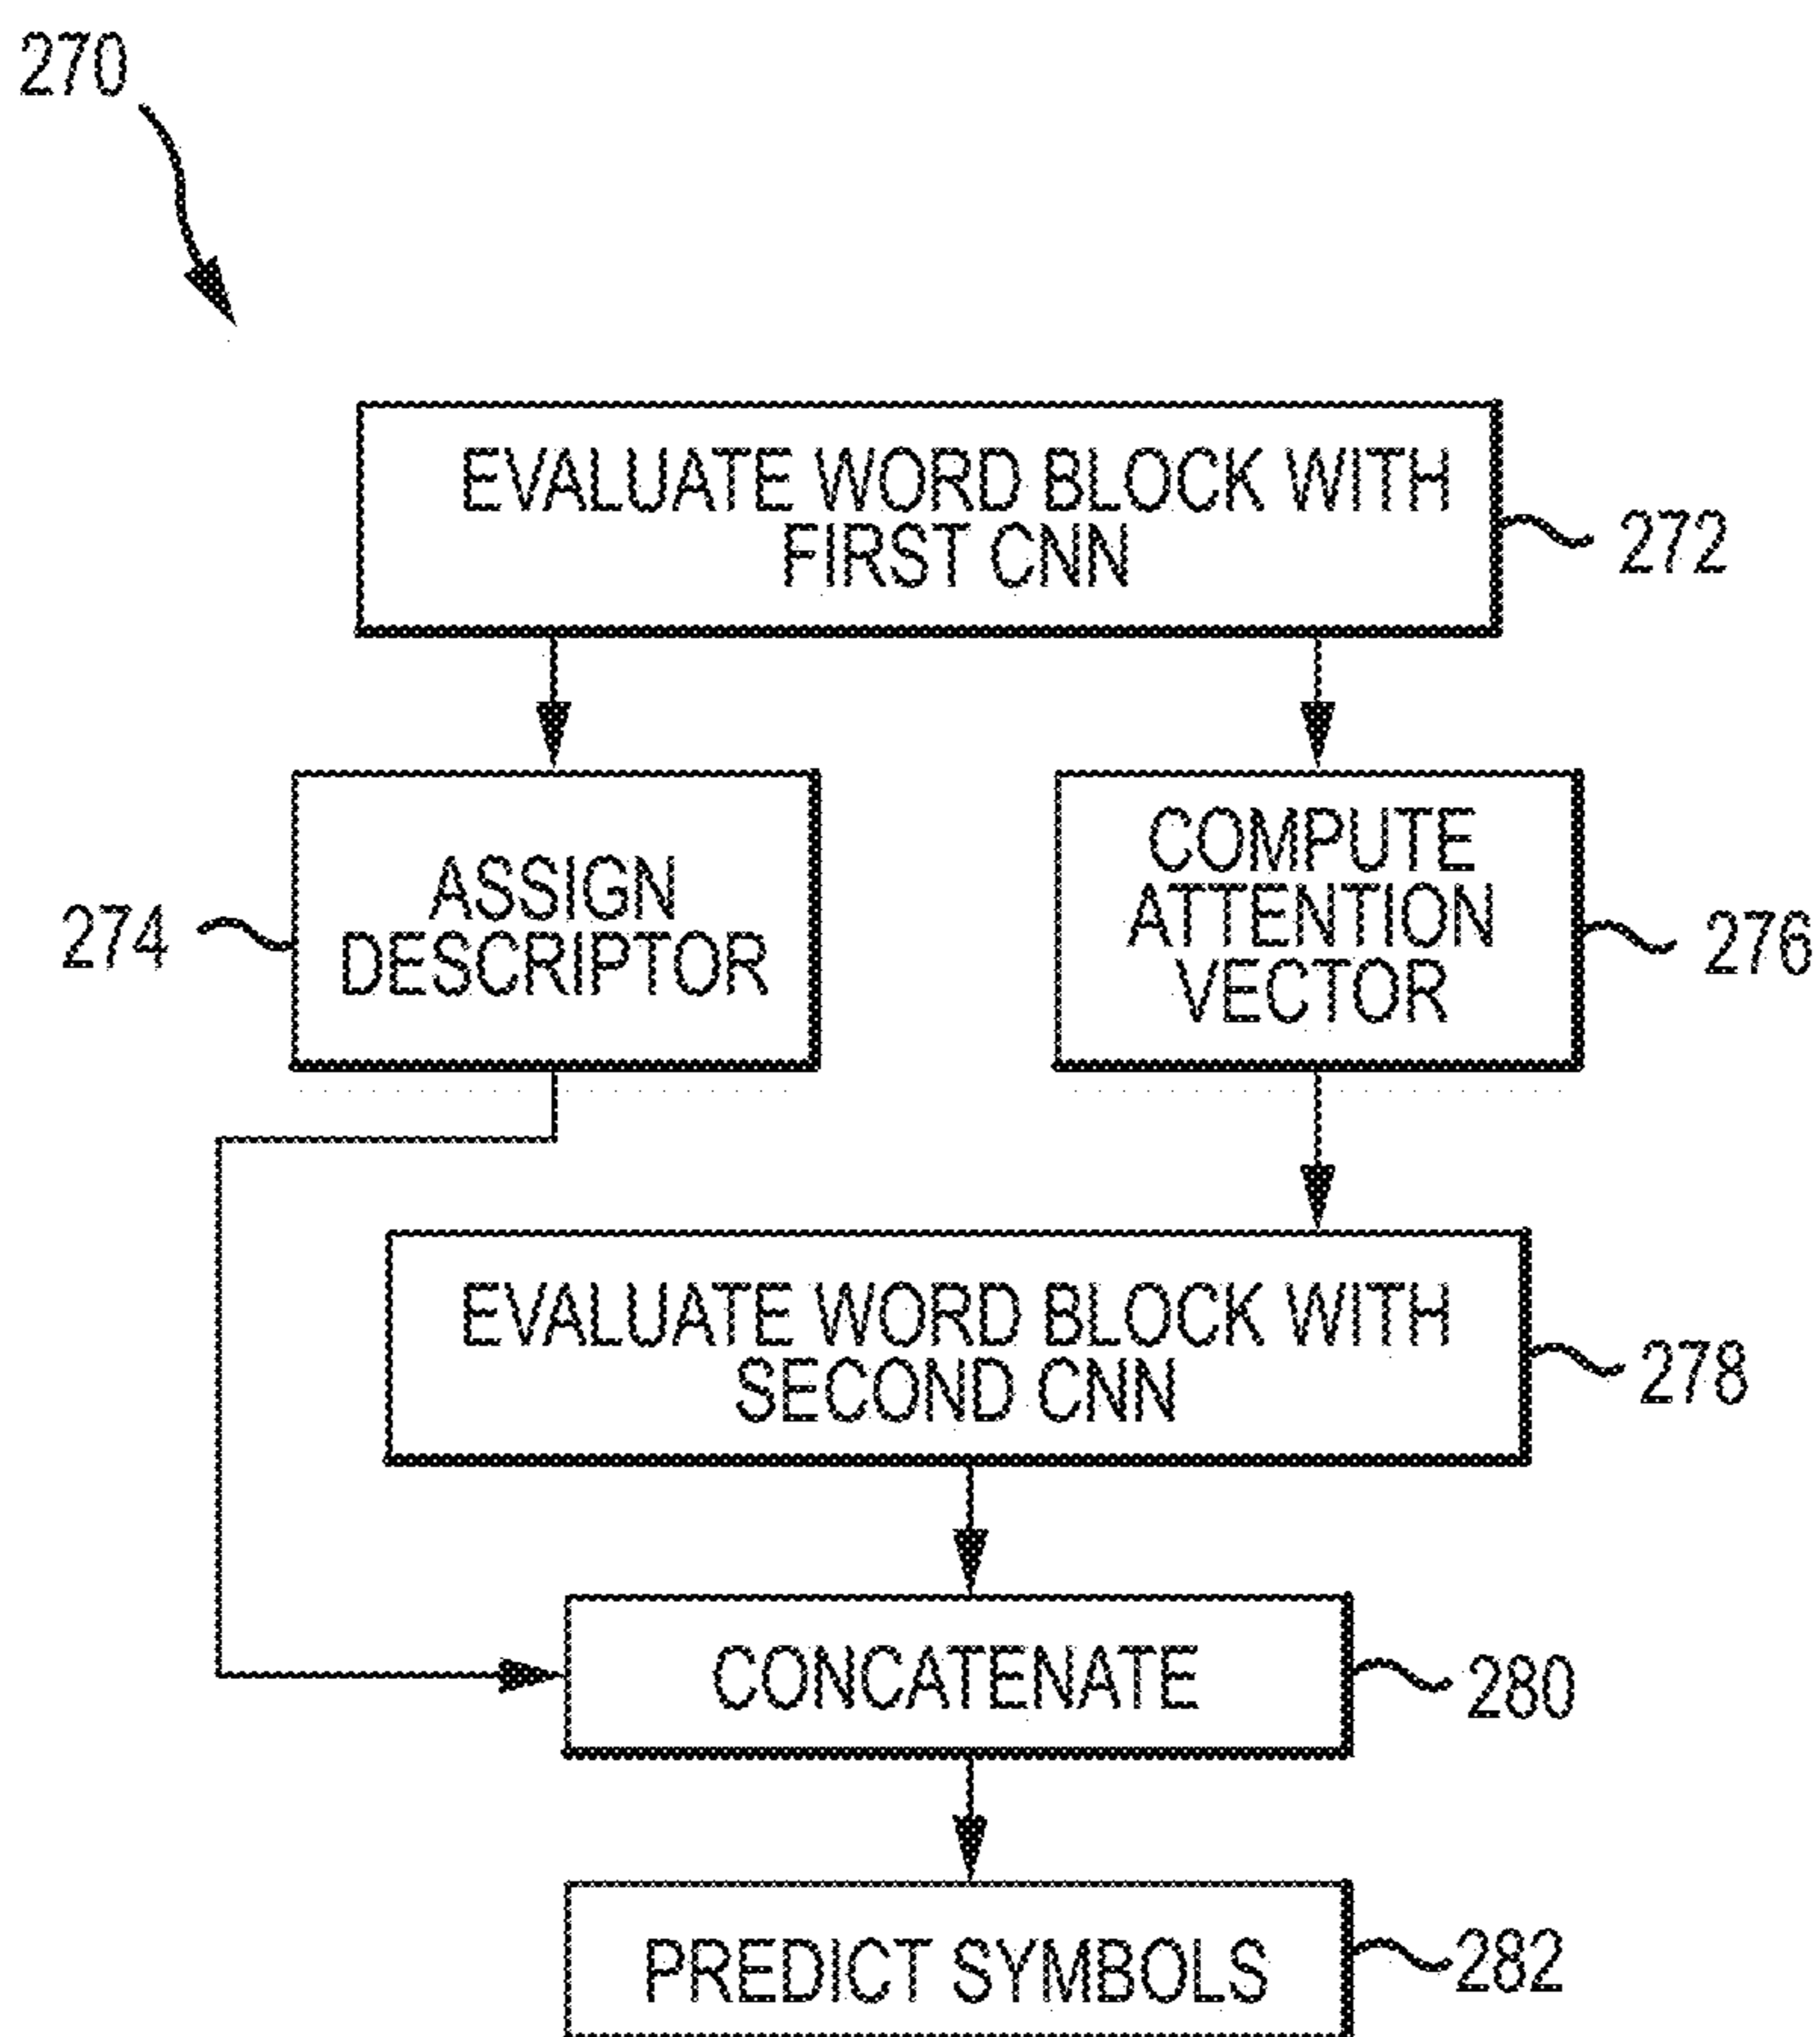 270
EVALUATE WORD BLOCK WITH
FIRST CNN
272
274
ASSIGN
DESCRIPTOR
COMPUTE
ATTENTION
VECTOR
276
EVALUATE WORD BLOCK WITH
SECOND CNN
278
CONCATENATE
280
PREDICT SYMBOLS
282